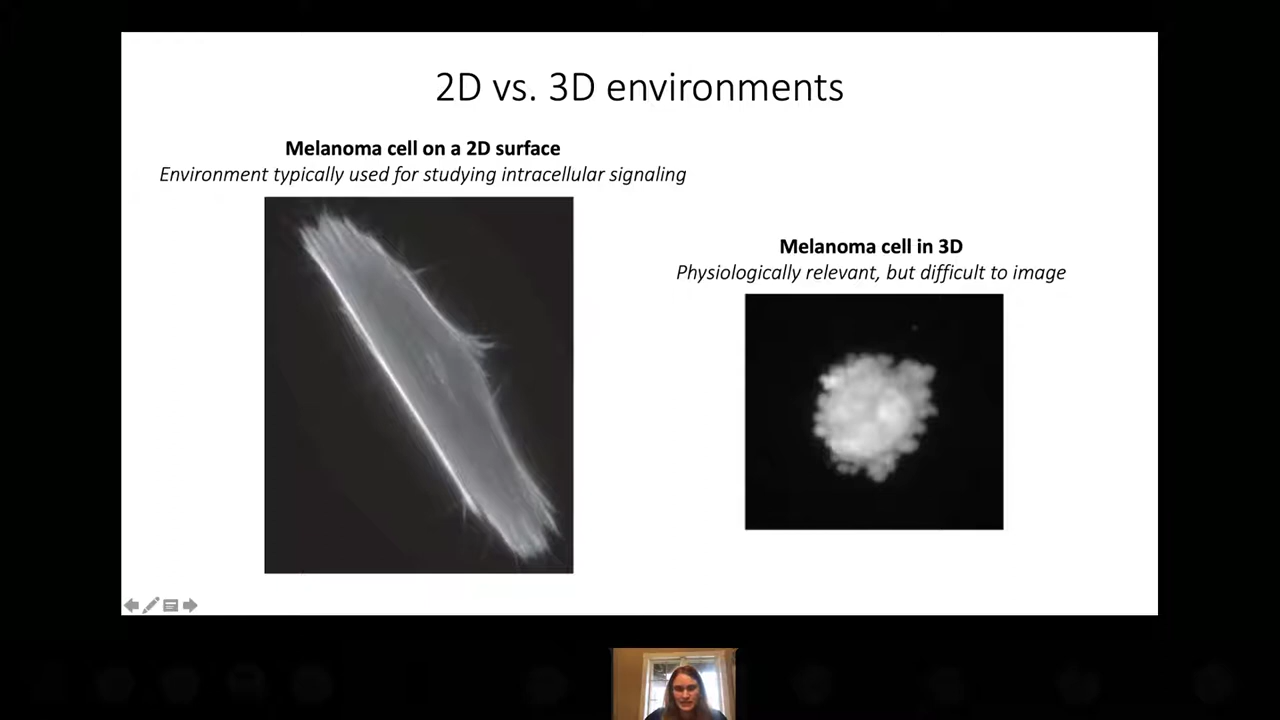 2D vs. 3D environments
Melanoma cell on a 2D surface
Environment typically used for studying intracellular signaling
Melanoma cell in 3D
Physiologically relevant, but difficult to image